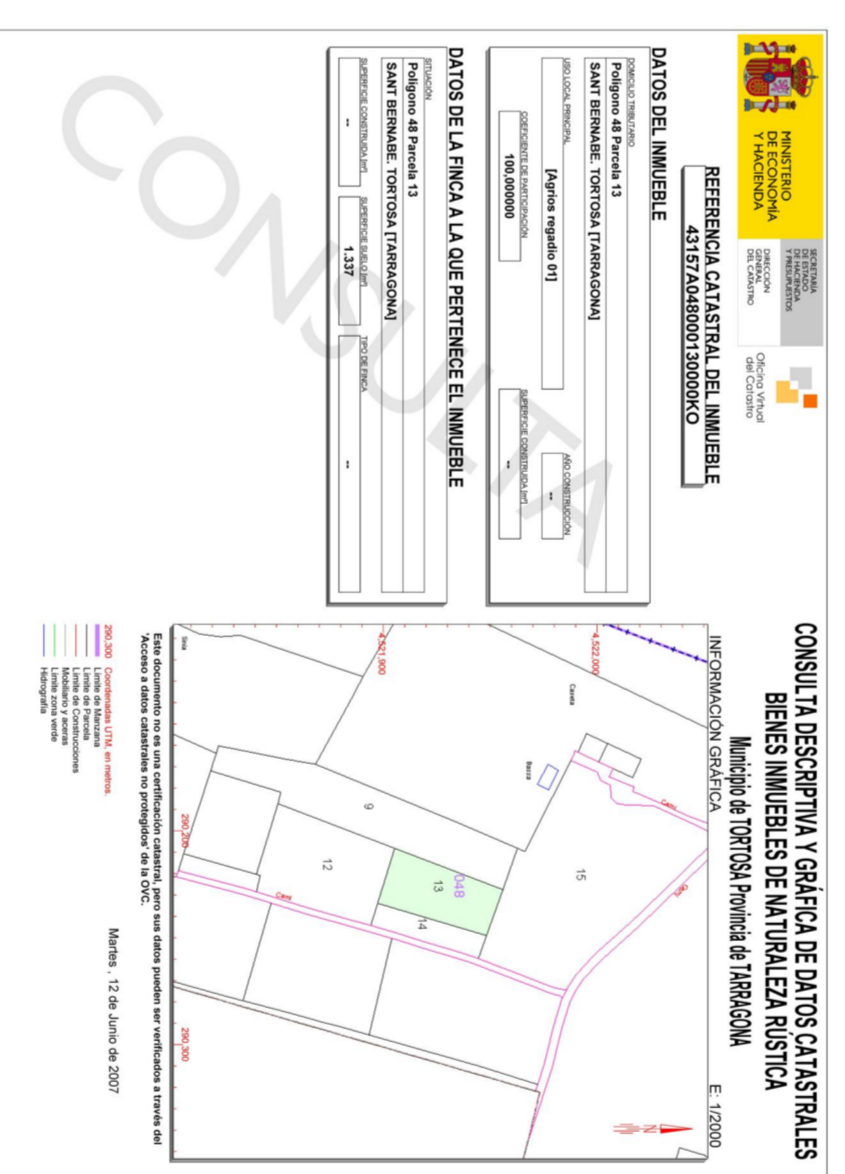 MINISTERIO
DE ECONOMÍA
Y HACIENDA
SECRETARÍA
DE ESTADO
DE HACIENDA
Y PRESUPUESTOS
DIRECCIÓN
GENERAL
DEL CATASTRO
Oficina Virtual
del Catastro
REFERENCIA CATASTRAL DEL INMUEBLE
43157A048000130000KO
DATOS DEL INMUEBLE
DOMICILIO TRIBUTARIO
Polígono 48 Parcela 13
SANT BERNABE. TORTOSA [TARRAGONA]
USO LOCAL PRINCIPAL
[Agrios regadio 01]
AÑO CONSTRUCCIÓN
--
COEFICIENTE DE PARTICIPACIÓN
100,000000
SUPERFICIE CONSTRUIDA [m²]
--
DATOS DE LA FINCA A LA QUE PERTENECE EL INMUEBLE
SITUACIÓN
Polígono 48 Parcela 13
SANT BERNABE. TORTOSA [TARRAGONA]
SUPERFICIE CONSTRUIDA [m²]
--
SUPERFICIE SUELO [m²]
1.337
TIPO DE FINCA
--
CONSULTA
CONSULTA DESCRIPTIVA Y GRÁFICA DE DATOS CATASTRALES
BIENES INMUEBLES DE NATURALEZA RÚSTICA
Municipio de TORTOSA Provincia de TARRAGONA
INFORMACIÓN GRÁFICA
E: 1/2000
N
Camí
Camí
4,522,000
Caseta
Bassa
15
048
13
14
9
12
Camí
4,521,900
Sínia
290,200
290,300
Este documento no es una certificación catastral, pero sus datos pueden ser verificados a través del
'Acceso a datos catastrales no protegidos' de la OVC.
290,300 Coordenadas UTM, en metros.
Límite de Manzana
Límite de Parcela
Límite de Construcciones
Mobiliario y aceras
Límite zona verde
Hidrografía
Martes , 12 de Junio de 2007